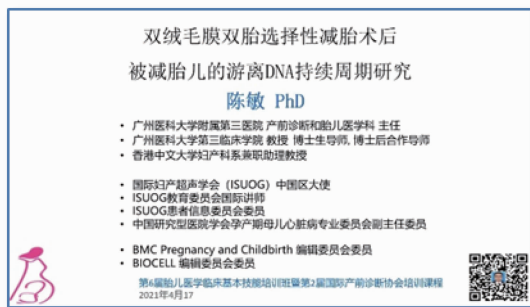 双绒毛膜双胎选择性减胎术后
被减胎儿的游离DNA持续周期研究
陈敏 PhD
• 广州医科大学附属第三医院 产前诊断和胎儿医学科 主任
• 广州医科大学第三临床学院 教授 博士生导师, 博士后合作导师
• 香港中文大学妇产科系兼职助理教授
• 国际妇产超声学会（ISUOG）中国区大使
• ISUOG教育委员会国际讲师
• ISUOG患者信息委员会委员
• 中国研究型医院学会孕产期母儿心脏病专业委员会副主任委员
• BMC Pregnancy and Childbirth 编辑委员会委员
• BIOCELL 编辑委员会委员
第6届胎儿医学临床基本技能培训班暨第2届国际产前诊断协会培训课程
2021年4月17